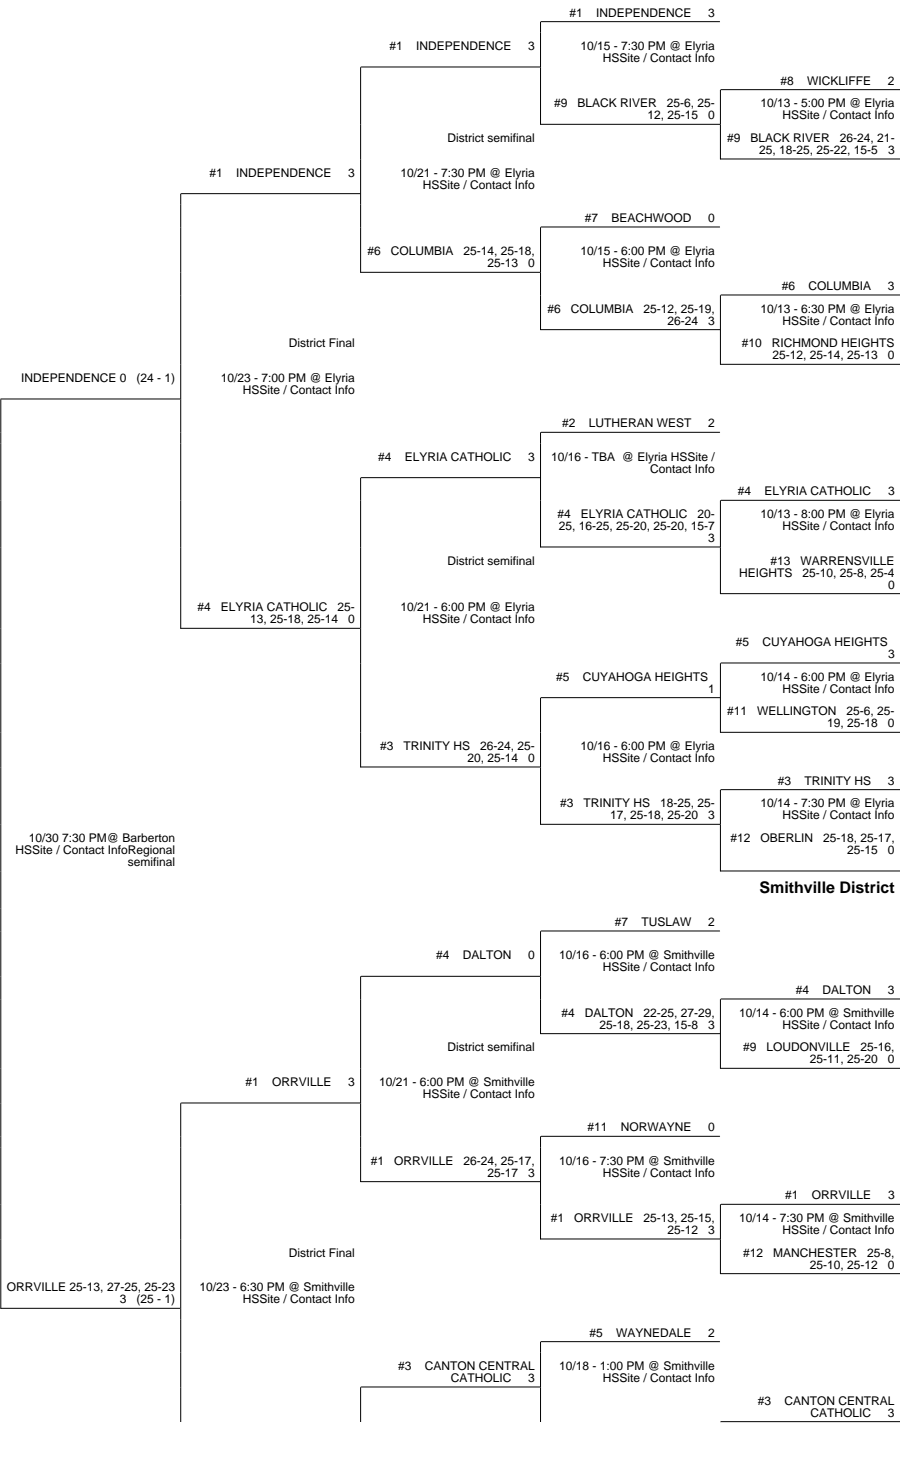 #1 INDEPENDENCE 3
#1 INDEPENDENCE 3
10/15 - 7:30 PM @ Elyria
HSSite / Contact Info
#8 WICKLIFFE 2
#9 BLACK RIVER 25-6, 25-
12, 25-15 0
10/13 - 5:00 PM @ Elyria
HSSite / Contact Info
District semifinal
#9 BLACK RIVER 26-24, 21-
25, 18-25, 25-22, 15-5 3
#1 INDEPENDENCE 3
10/21 - 7:30 PM @ Elyria
HSSite / Contact Info
#7 BEACHWOOD 0
#6 COLUMBIA 25-14, 25-18,
25-13 0
10/15 - 6:00 PM @ Elyria
HSSite / Contact Info
#6 COLUMBIA 3
#6 COLUMBIA 25-12, 25-19,
26-24 3
10/13 - 6:30 PM @ Elyria
HSSite / Contact Info
District Final
#10 RICHMOND HEIGHTS
25-12, 25-14, 25-13 0
INDEPENDENCE 0 (24 - 1)
10/23 - 7:00 PM @ Elyria
HSSite / Contact Info
#2 LUTHERAN WEST 2
#4 ELYRIA CATHOLIC 3
10/16 - TBA @ Elyria HSSite /
Contact Info
#4 ELYRIA CATHOLIC 3
#4 ELYRIA CATHOLIC 20-
25, 16-25, 25-20, 25-20, 15-7
3
10/13 - 8:00 PM @ Elyria
HSSite / Contact Info
District semifinal
#13 WARRENSVILLE
HEIGHTS 25-10, 25-8, 25-4
0
#4 ELYRIA CATHOLIC 25-
13, 25-18, 25-14 0
10/21 - 6:00 PM @ Elyria
HSSite / Contact Info
#5 CUYAHOGA HEIGHTS
3
#5 CUYAHOGA HEIGHTS
1
10/14 - 6:00 PM @ Elyria
HSSite / Contact Info
#11 WELLINGTON 25-6, 25-
19, 25-18 0
#3 TRINITY HS 26-24, 25-
20, 25-14 0
10/16 - 6:00 PM @ Elyria
HSSite / Contact Info
#3 TRINITY HS 3
#3 TRINITY HS 18-25, 25-
17, 25-18, 25-20 3
10/14 - 7:30 PM @ Elyria
HSSite / Contact Info
10/30 7:30 PM@ Barberton
HSSite / Contact InfoRegional
semifinal
#12 OBERLIN 25-18, 25-17,
25-15 0
Smithville District
#7 TUSLAW 2
#4 DALTON 0
10/16 - 6:00 PM @ Smithville
HSSite / Contact Info
#4 DALTON 3
#4 DALTON 22-25, 27-29,
25-18, 25-23, 15-8 3
10/14 - 6:00 PM @ Smithville
HSSite / Contact Info
District semifinal
#9 LOUDONVILLE 25-16,
25-11, 25-20 0
#1 ORRVILLE 3
10/21 - 6:00 PM @ Smithville
HSSite / Contact Info
#11 NORWAYNE 0
#1 ORRVILLE 26-24, 25-17,
25-17 3
10/16 - 7:30 PM @ Smithville
HSSite / Contact Info
#1 ORRVILLE 3
#1 ORRVILLE 25-13, 25-15,
25-12 3
10/14 - 7:30 PM @ Smithville
HSSite / Contact Info
District Final
#12 MANCHESTER 25-8,
25-10, 25-12 0
ORRVILLE 25-13, 27-25, 25-23
3 (25 - 1)
10/23 - 6:30 PM @ Smithville
HSSite / Contact Info
#5 WAYNEDALE 2
#3 CANTON CENTRAL
CATHOLIC 3
10/18 - 1:00 PM @ Smithville
HSSite / Contact Info
#3 CANTON CENTRAL
CATHOLIC 3